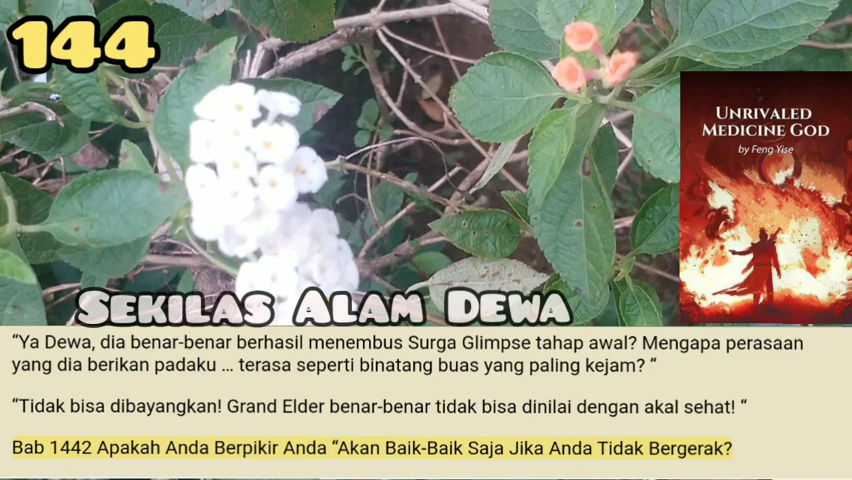 144
UNRIVALED
MEDICINE GOD
by Feng Yise
SEKILAS ALAM DEWA
“Ya Dewa, dia benar-benar berhasil menembus Surga Glimpse tahap awal? Mengapa perasaan
yang dia berikan padaku … terasa seperti binatang buas yang paling kejam? “
“Tidak bisa dibayangkan! Grand Elder benar-benar tidak bisa dinilai dengan akal sehat! “
Bab 1442 Apakah Anda Berpikir Anda “Akan Baik-Baik Saja Jika Anda Tidak Bergerak?